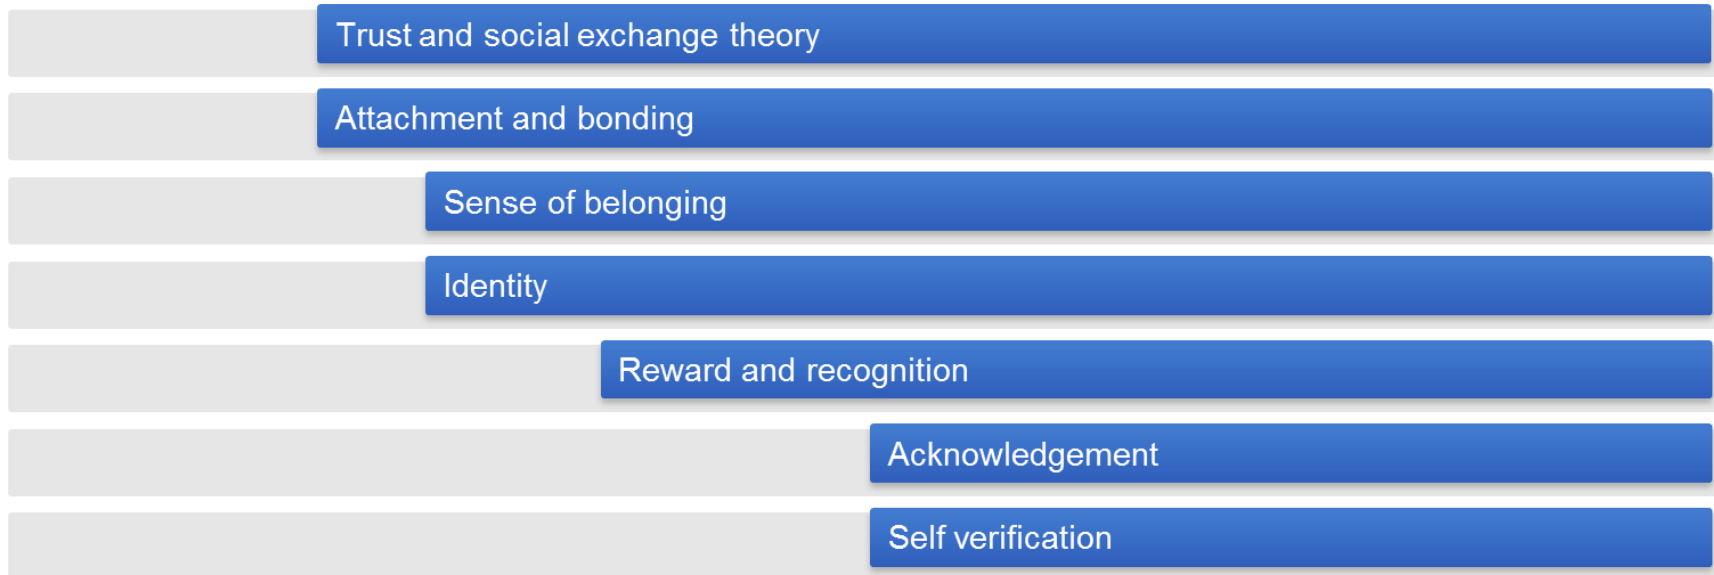 Trust and social exchange theory
Attachment and bonding
Sense of belonging
Identity
Reward and recognition
Acknowledgement
Self verification